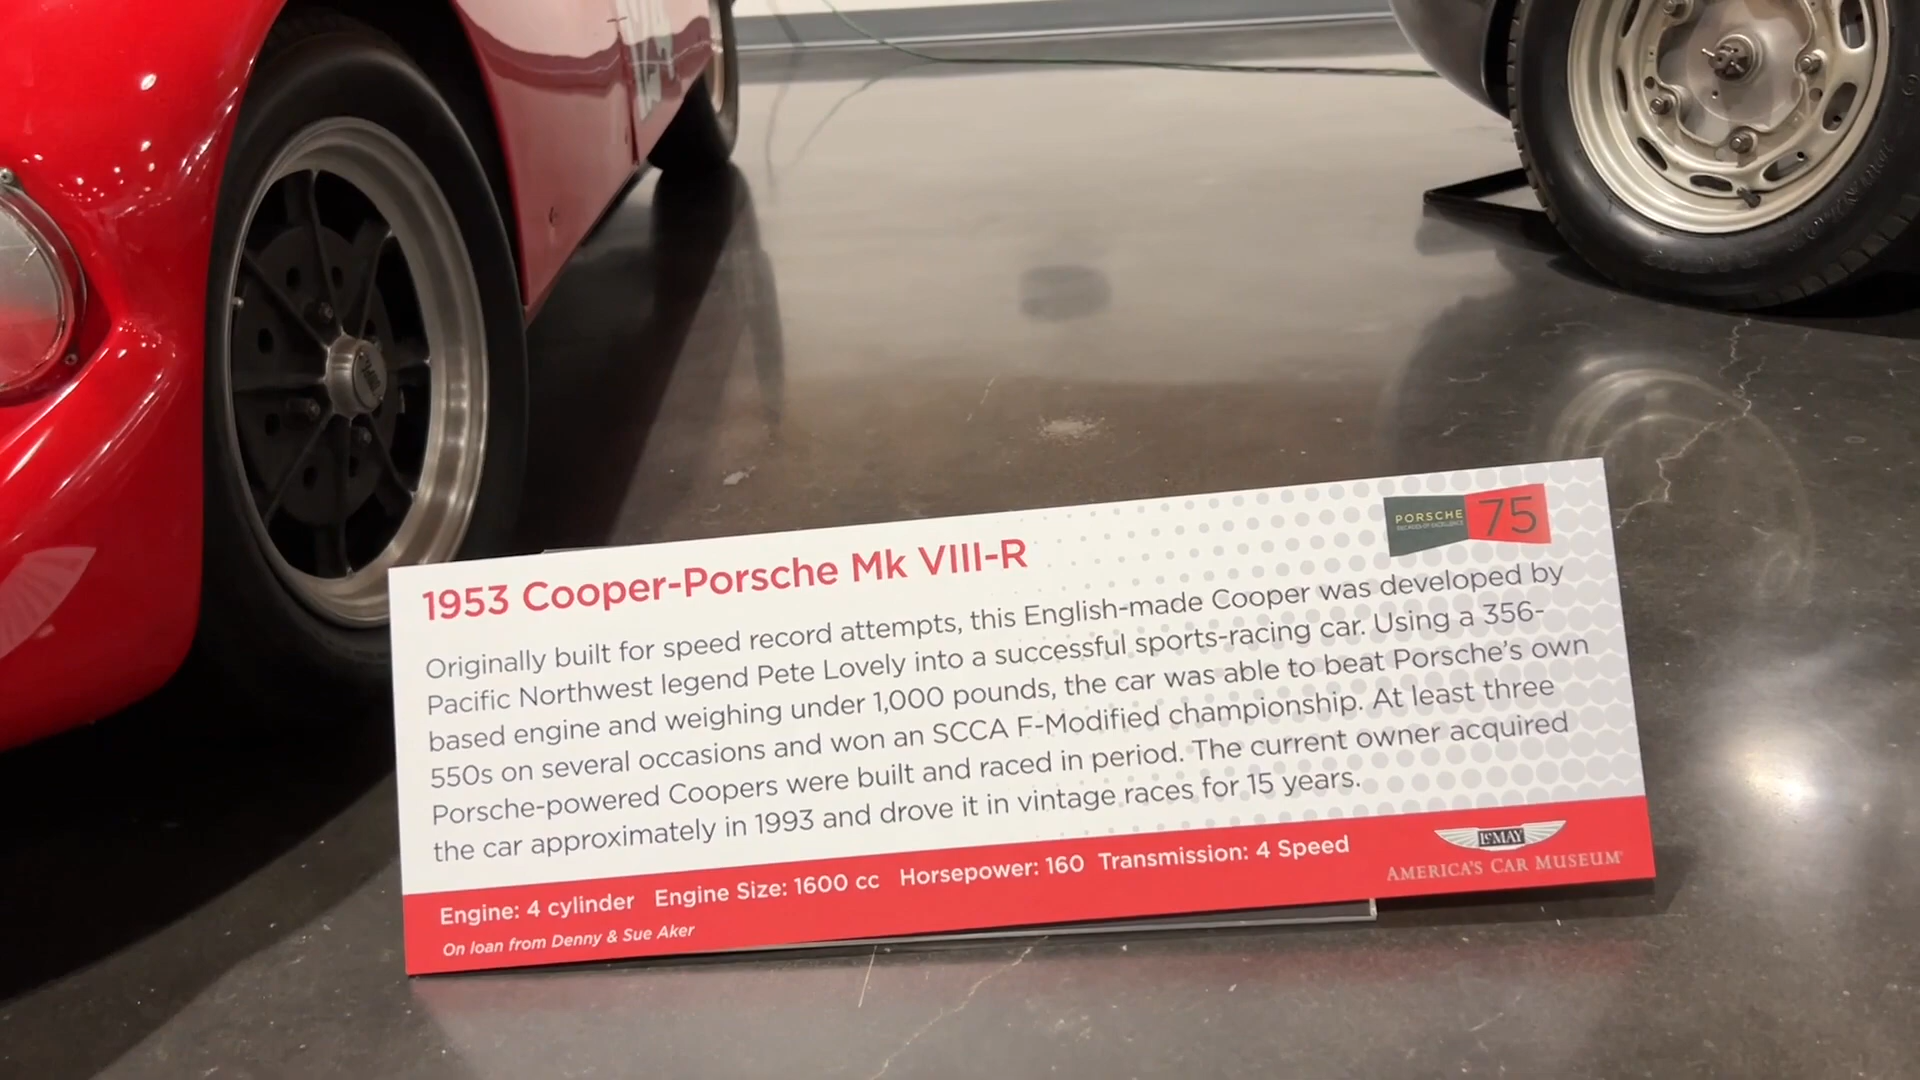 PORSCHE 75
1953 Cooper-Porsche Mk VIII-R
Originally built for speed record attempts, this English-made Cooper was developed by
Pacific Northwest legend Pete Lovely into a successful sports-racing car. Using a 356-
based engine and weighing under 1,000 pounds, the car was able to beat Porsche's own
550s on several occasions and won an SCCA F-Modified championship. At least three
Porsche-powered Coopers were built and raced in period. The current owner acquired
the car approximately in 1993 and drove it in vintage races for 15 years.
Engine: 4 cylinder Engine Size: 1600 cc Horsepower: 160 Transmission: 4 Speed
On loan from Denny & Sue Aker
LeMAY
AMERICA'S CAR MUSEUM